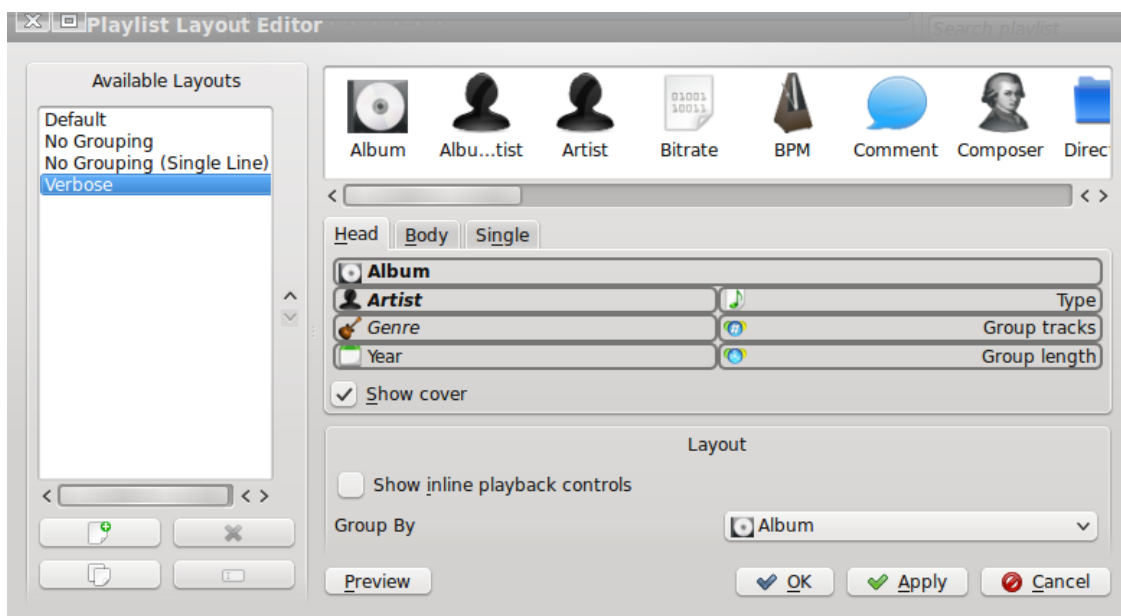 Playlist Layout Editor
Search playlist
Available Layouts
Default
No Grouping
No Grouping (Single Line)
Verbose
Album Albu...tist Artist Bitrate BPM Comment Composer Direc
01001
10011
Head Body Single
Album
Artist Type
Genre Group tracks
Year Group length
Show cover
Layout
Show inline playback controls
Group By Album
Preview OK Apply Cancel